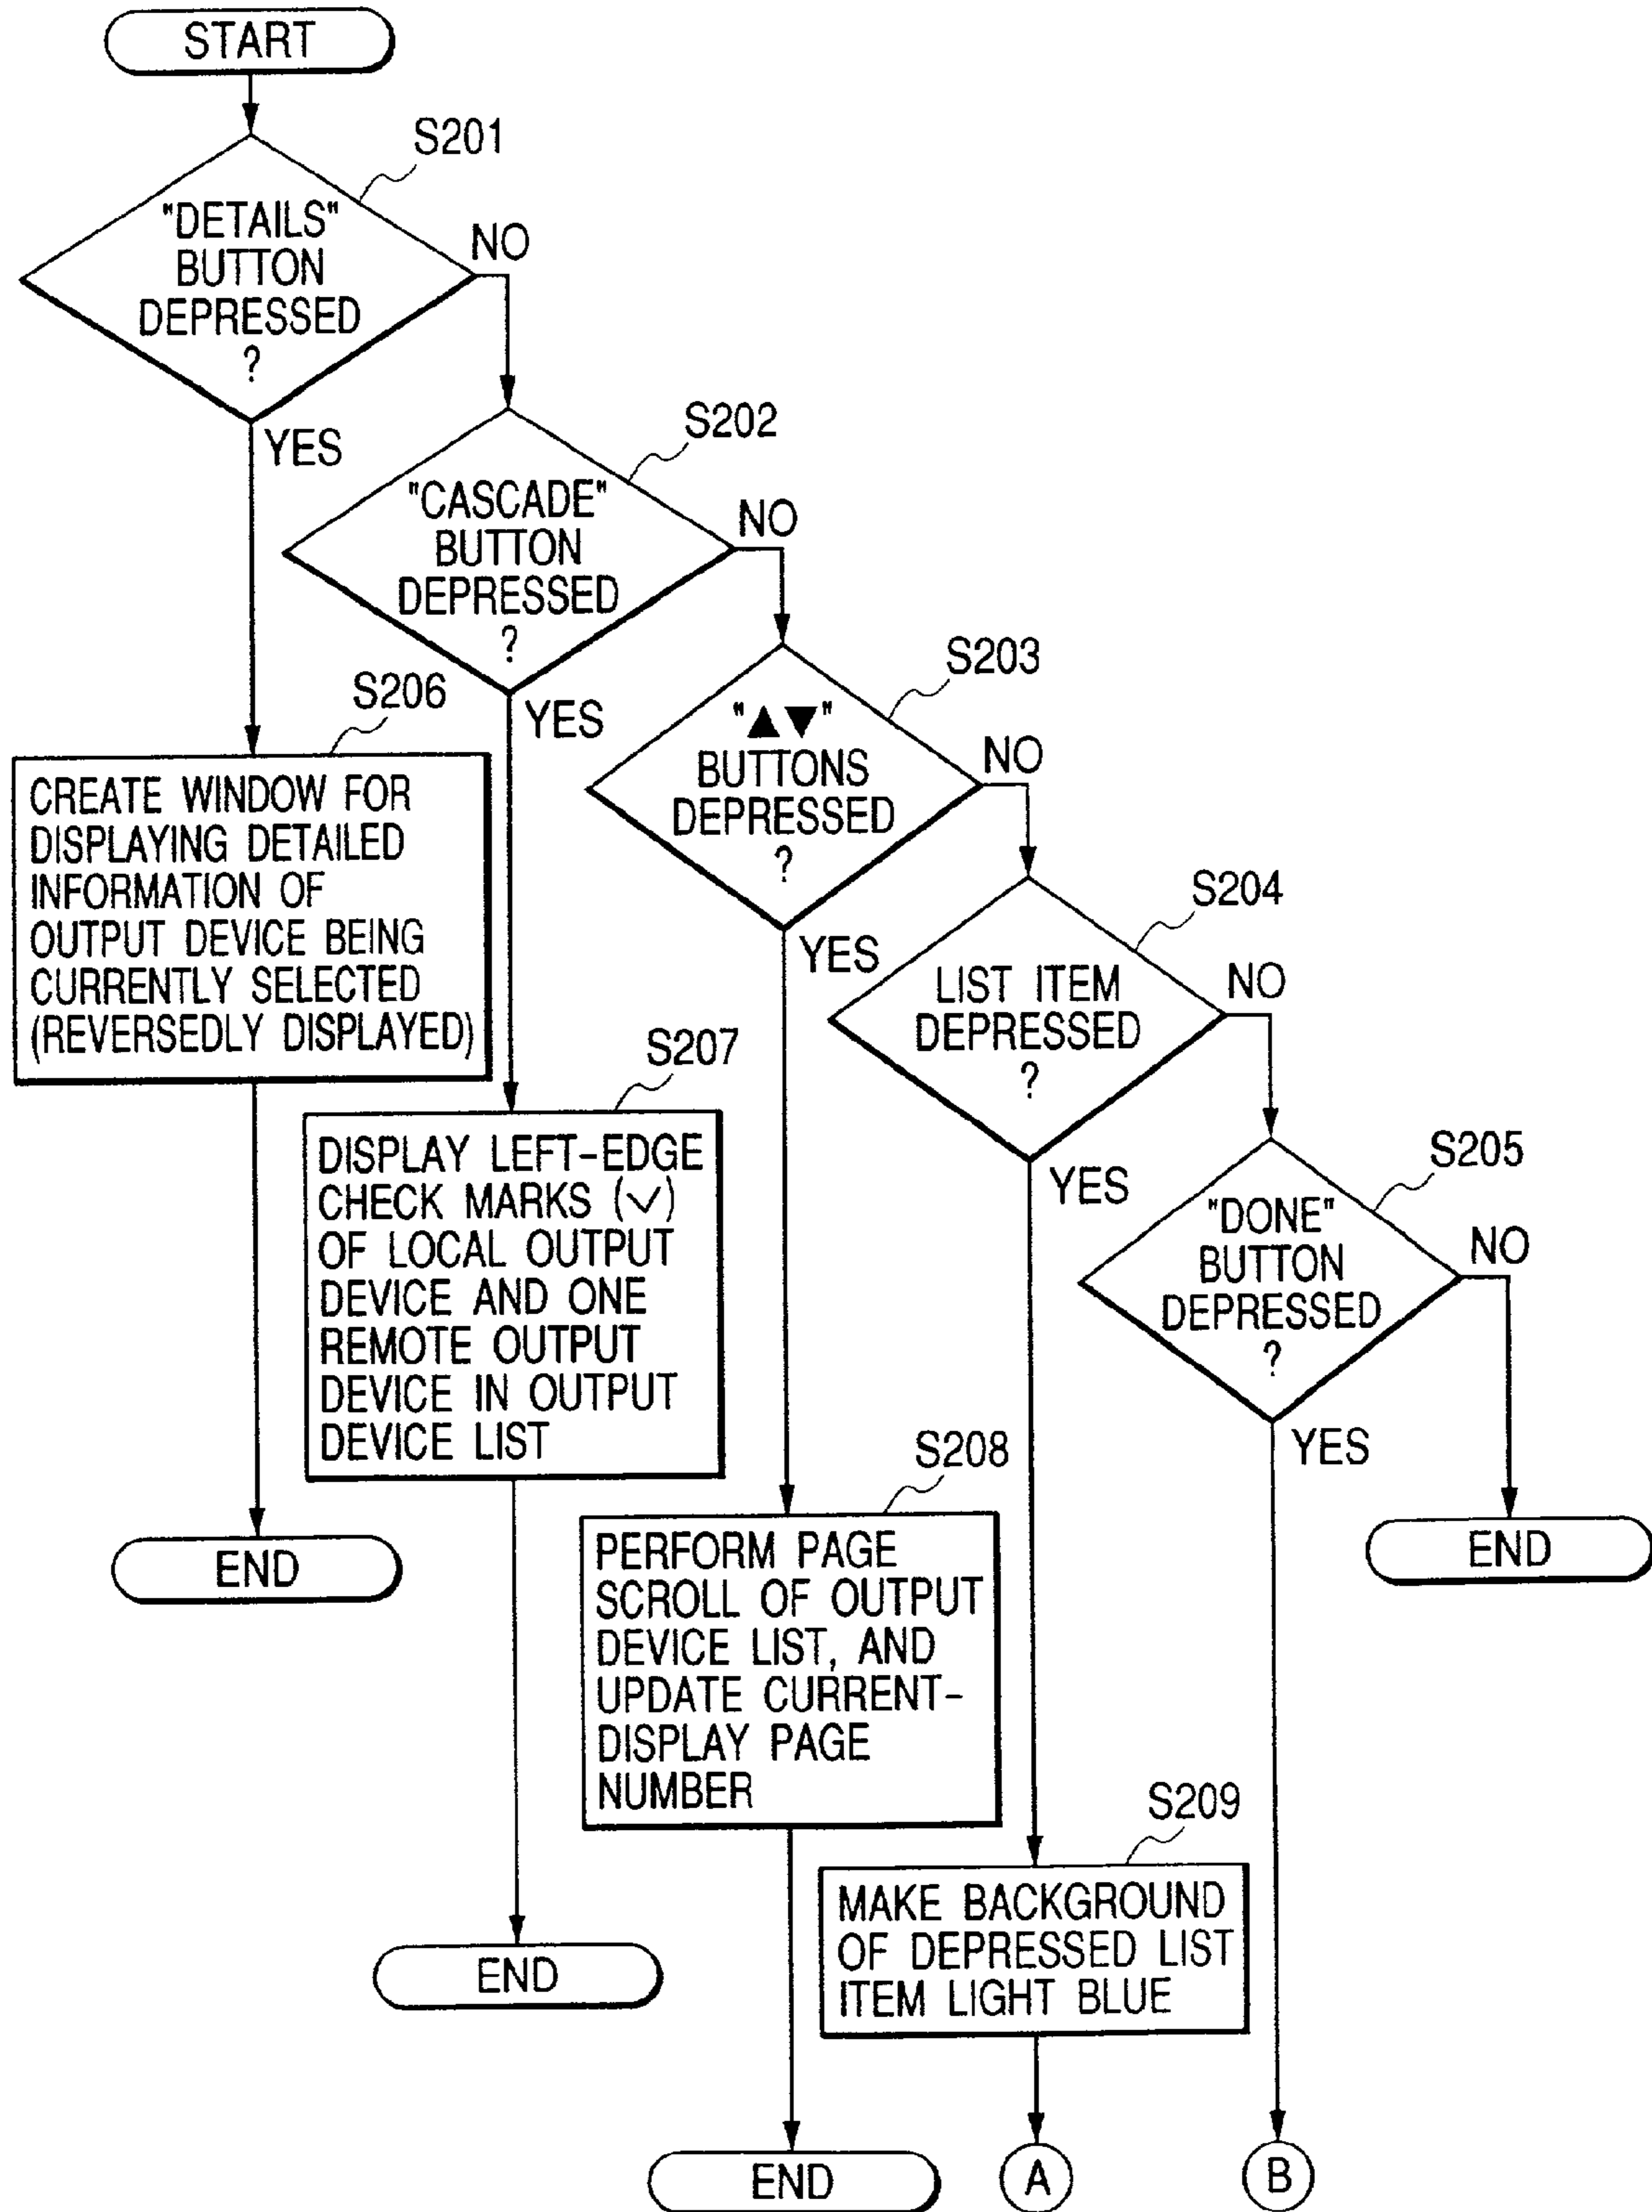 START
S201
"DETAILS"
BUTTON
DEPRESSED
?
NO
YES
S202
"CASCADE"
BUTTON
DEPRESSED
?
NO
YES
S203
"▲▼"
BUTTONS
DEPRESSED
?
NO
YES
S204
LIST ITEM
DEPRESSED
?
NO
YES
S205
"DONE"
BUTTON
DEPRESSED
?
NO
YES
END
S206
CREATE WINDOW FOR
DISPLAYING DETAILED
INFORMATION OF
OUTPUT DEVICE BEING
CURRENTLY SELECTED
(REVERSEDLY DISPLAYED)
END
S207
DISPLAY LEFT-EDGE
CHECK MARKS (✓)
OF LOCAL OUTPUT
DEVICE AND ONE
REMOTE OUTPUT
DEVICE IN OUTPUT
DEVICE LIST
END
S208
PERFORM PAGE
SCROLL OF OUTPUT
DEVICE LIST, AND
UPDATE CURRENT-
DISPLAY PAGE
NUMBER
END
S209
MAKE BACKGROUND
OF DEPRESSED LIST
ITEM LIGHT BLUE
A
B